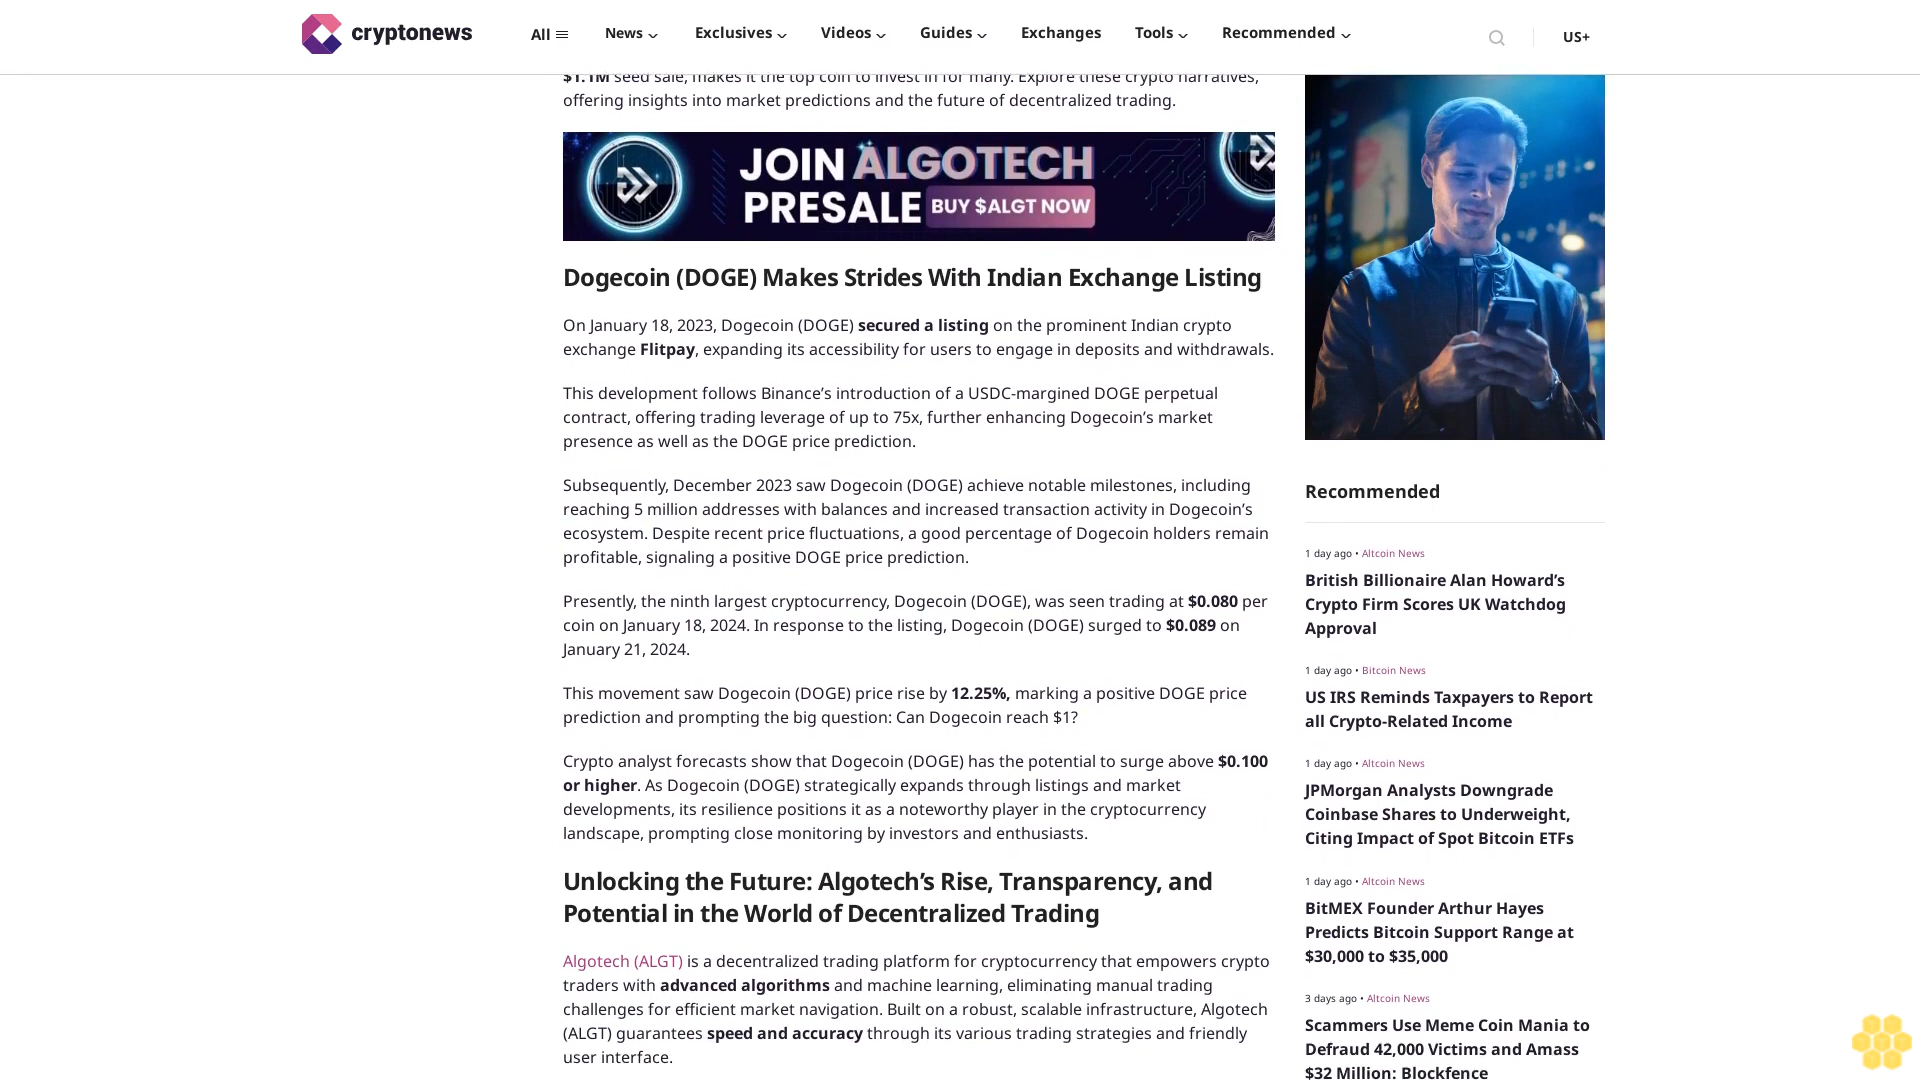 cryptonews
All
News
Exclusives
Videos
Guides
Exchanges
Tools
Recommended
US+
$1.1M seed sale, makes it the top coin to invest in for many. Explore these crypto narratives,
offering insights into market predictions and the future of decentralized trading.
JOIN ALGOTECH
PRESALE BUY $ALGT NOW
Dogecoin (DOGE) Makes Strides With Indian Exchange Listing
On January 18, 2023, Dogecoin (DOGE) secured a listing on the prominent Indian crypto
exchange Flitpay, expanding its accessibility for users to engage in deposits and withdrawals.
This development follows Binance’s introduction of a USDC-margined DOGE perpetual
contract, offering trading leverage of up to 75x, further enhancing Dogecoin’s market
presence as well as the DOGE price prediction.
Subsequently, December 2023 saw Dogecoin (DOGE) achieve notable milestones, including
reaching 5 million addresses with balances and increased transaction activity in Dogecoin’s
ecosystem. Despite recent price fluctuations, a good percentage of Dogecoin holders remain
profitable, signaling a positive DOGE price prediction.
Presently, the ninth largest cryptocurrency, Dogecoin (DOGE), was seen trading at $0.080 per
coin on January 18, 2024. In response to the listing, Dogecoin (DOGE) surged to $0.089 on
January 21, 2024.
This movement saw Dogecoin (DOGE) price rise by 12.25%, marking a positive DOGE price
prediction and prompting the big question: Can Dogecoin reach $1?
Crypto analyst forecasts show that Dogecoin (DOGE) has the potential to surge above $0.100
or higher. As Dogecoin (DOGE) strategically expands through listings and market
developments, its resilience positions it as a noteworthy player in the cryptocurrency
landscape, prompting close monitoring by investors and enthusiasts.
Unlocking the Future: Algotech’s Rise, Transparency, and
Potential in the World of Decentralized Trading
Algotech (ALGT) is a decentralized trading platform for cryptocurrency that empowers crypto
traders with advanced algorithms and machine learning, eliminating manual trading
challenges for efficient market navigation. Built on a robust, scalable infrastructure, Algotech
(ALGT) guarantees speed and accuracy through its various trading strategies and friendly
user interface.
Recommended
1 day ago • Altcoin News
British Billionaire Alan Howard’s
Crypto Firm Scores UK Watchdog
Approval
1 day ago • Bitcoin News
US IRS Reminds Taxpayers to Report
all Crypto-Related Income
1 day ago • Altcoin News
JPMorgan Analysts Downgrade
Coinbase Shares to Underweight,
Citing Impact of Spot Bitcoin ETFs
1 day ago • Altcoin News
BitMEX Founder Arthur Hayes
Predicts Bitcoin Support Range at
$30,000 to $35,000
3 days ago • Altcoin News
Scammers Use Meme Coin Mania to
Defraud 42,000 Victims and Amass
$32 Million: Blockfence